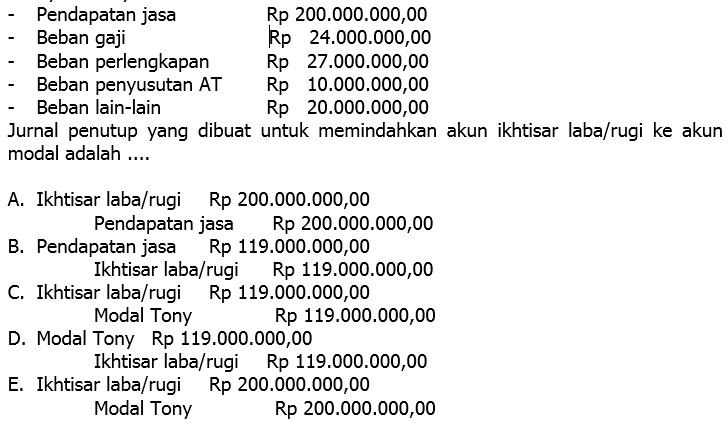 - Pendapatan jasa Rp 200.000.000,00
- Beban gaji Rp 24.000.000,00
- Beban perlengkapan Rp 27.000.000,00
- Beban penyusutan AT Rp 10.000.000,00
- Beban lain-lain Rp 20.000.000,00
Jurnal penutup yang dibuat untuk memindahkan akun ikhtisar laba/rugi ke akun
modal adalah ....
A. Ikhtisar laba/rugi Rp 200.000.000,00
Pendapatan jasa Rp 200.000.000,00
B. Pendapatan jasa Rp 119.000.000,00
Ikhtisar laba/rugi Rp 119.000.000,00
C. Ikhtisar laba/rugi Rp 119.000.000,00
Modal Tony Rp 119.000.000,00
D. Modal Tony Rp 119.000.000,00
Ikhtisar laba/rugi Rp 119.000.000,00
E. Ikhtisar laba/rugi Rp 200.000.000,00
Modal Tony Rp 200.000.000,00